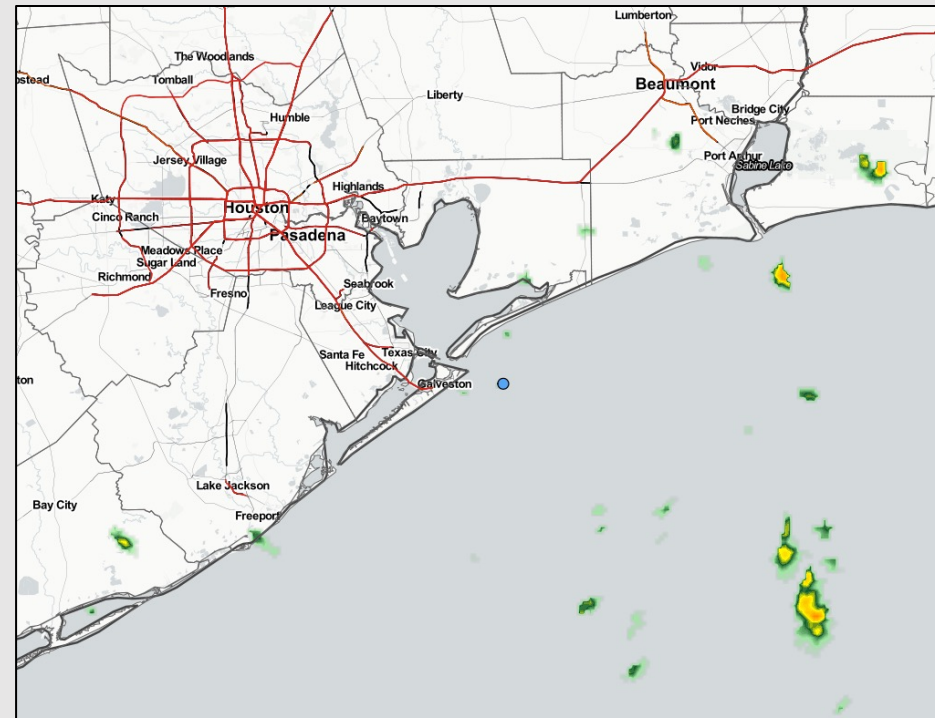 Lumberton
The Woodlands
Vidor
pstead
Tomball
Beaumont
Liberty
Bridge City
Humble
Port Neches
Jersey Village
Port Arthur
Sabine Lake
Highlands
Katy
Houston
Cinco Ranch
Baytown
Pasadena
Meadows Place
Sugar Land
Richmond
Seabrook
Fresno
League City
Santa Fe
Texas City
Hitchcock
ton
Galveston
Lake Jackson
Bay City
Freeport